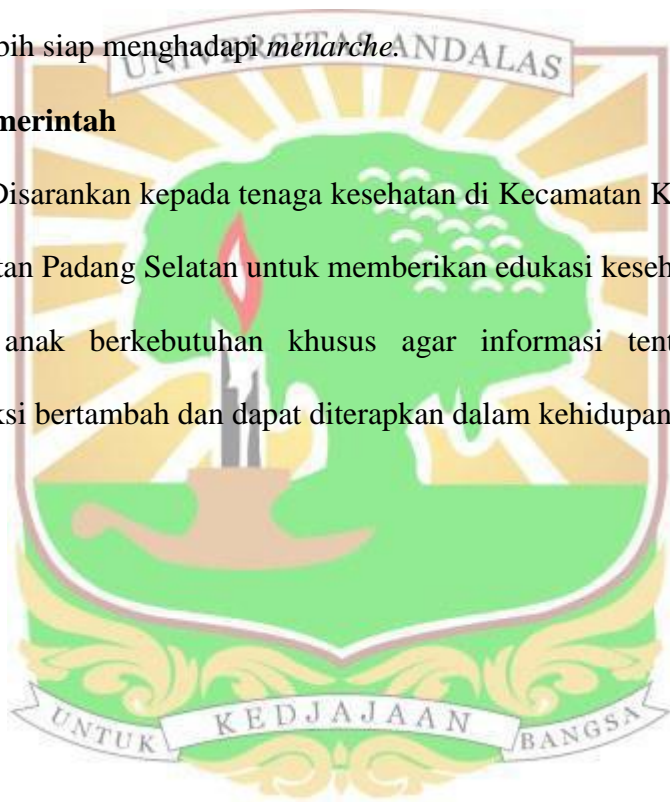 bih siap menghadapi menarche.
UNIVERSITAS ANDALAS
merintah
Disarankan kepada tenaga kesehatan di Kecamatan K
tan Padang Selatan untuk memberikan edukasi keseh
anak berkebutuhan khusus agar informasi tent
ksi bertambah dan dapat diterapkan dalam kehidupan
UNTUK KEDJAJAAN BANGSA